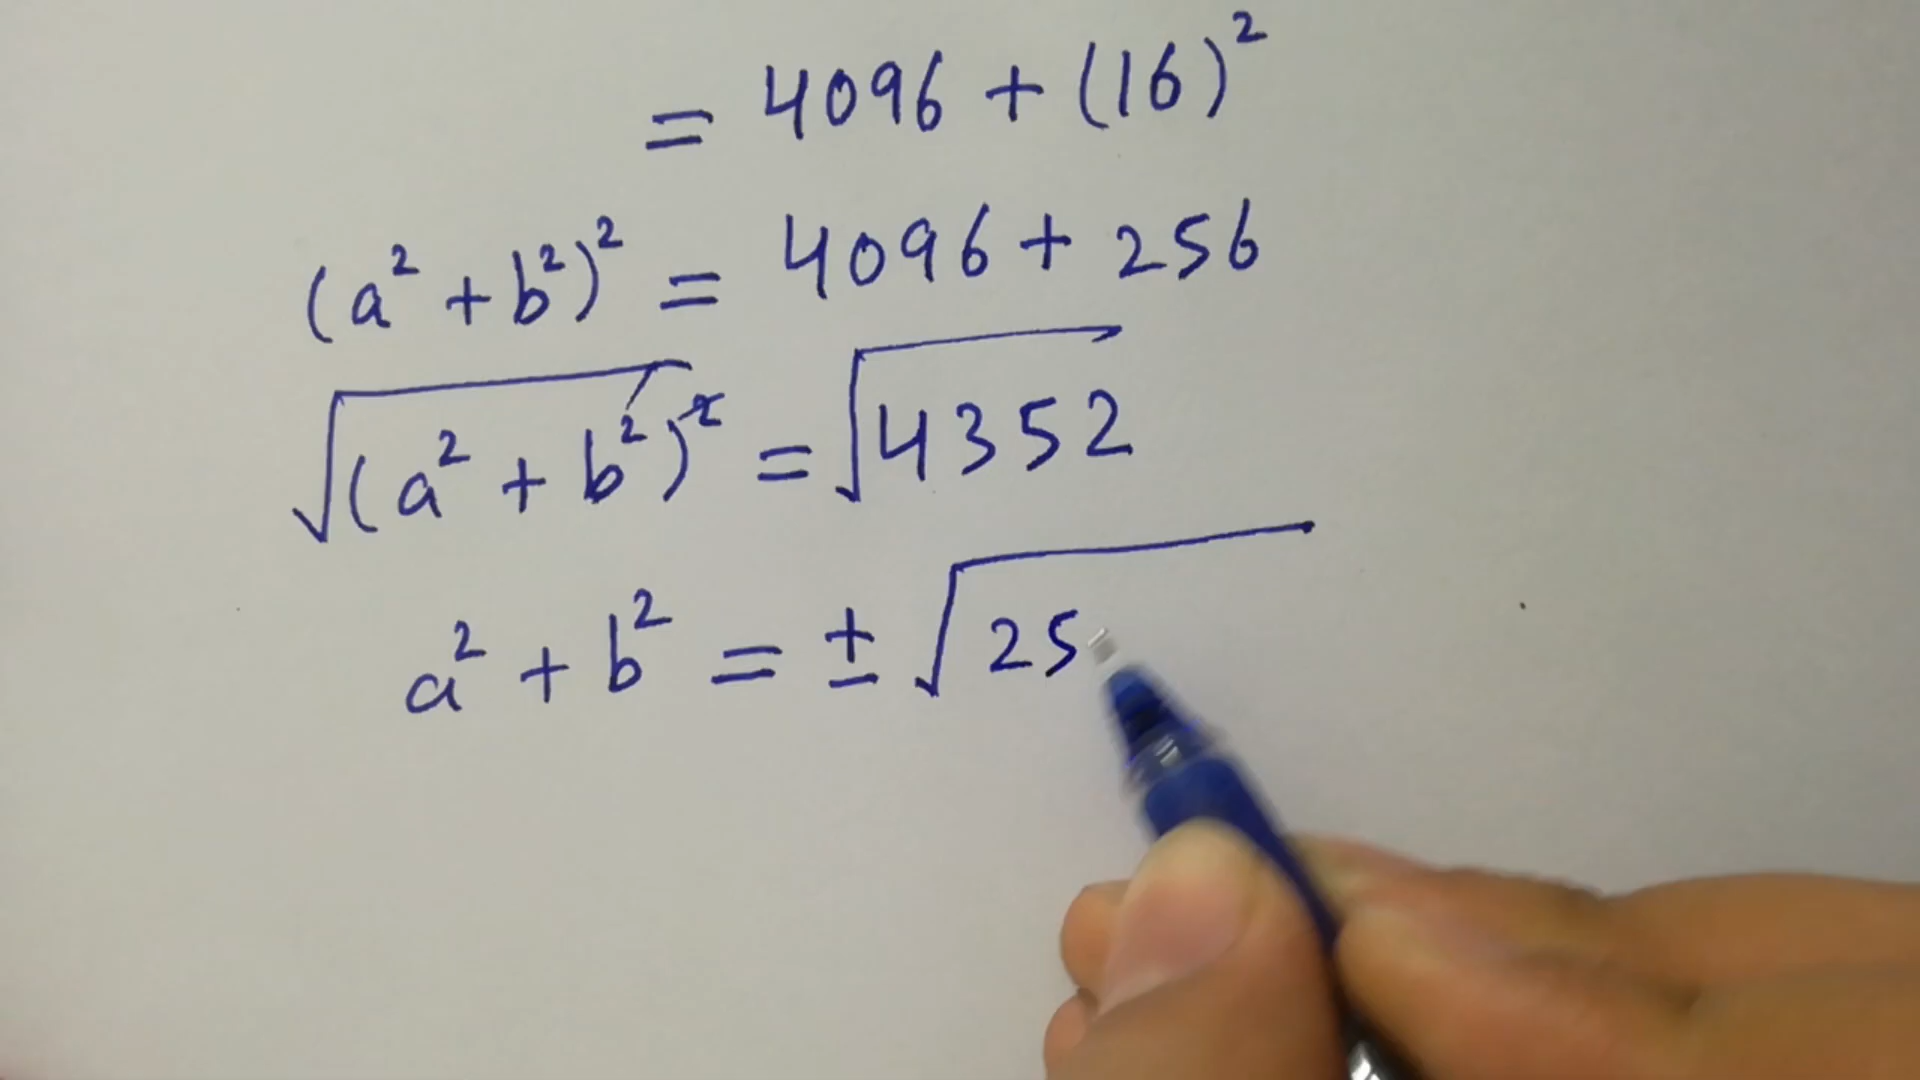 = 4096 + (16)²
(a² + b²)² = 4096 + 256
√(a² + b²)² = √4352
a² + b² = ± √25